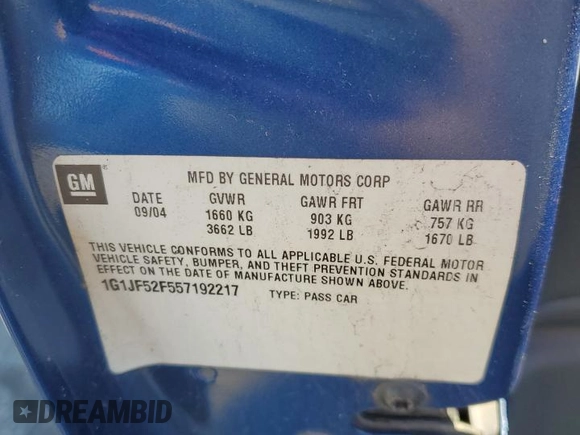 GM
MFD BY GENERAL MOTORS CORP
DATE GVWR GAWR FRT GAWR RR
09/04 1660 KG 903 KG 757 KG
3662 LB 1992 LB 1670 LB
THIS VEHICLE CONFORMS TO ALL APPLICABLE U.S. FEDERAL MOTOR
VEHICLE SAFETY, BUMPER, AND THEFT PREVENTION STANDARDS IN
EFFECT ON THE DATE OF MANUFACTURE SHOWN ABOVE.
1G1JF52F557192217 TYPE: PASS CAR
DREAMBID